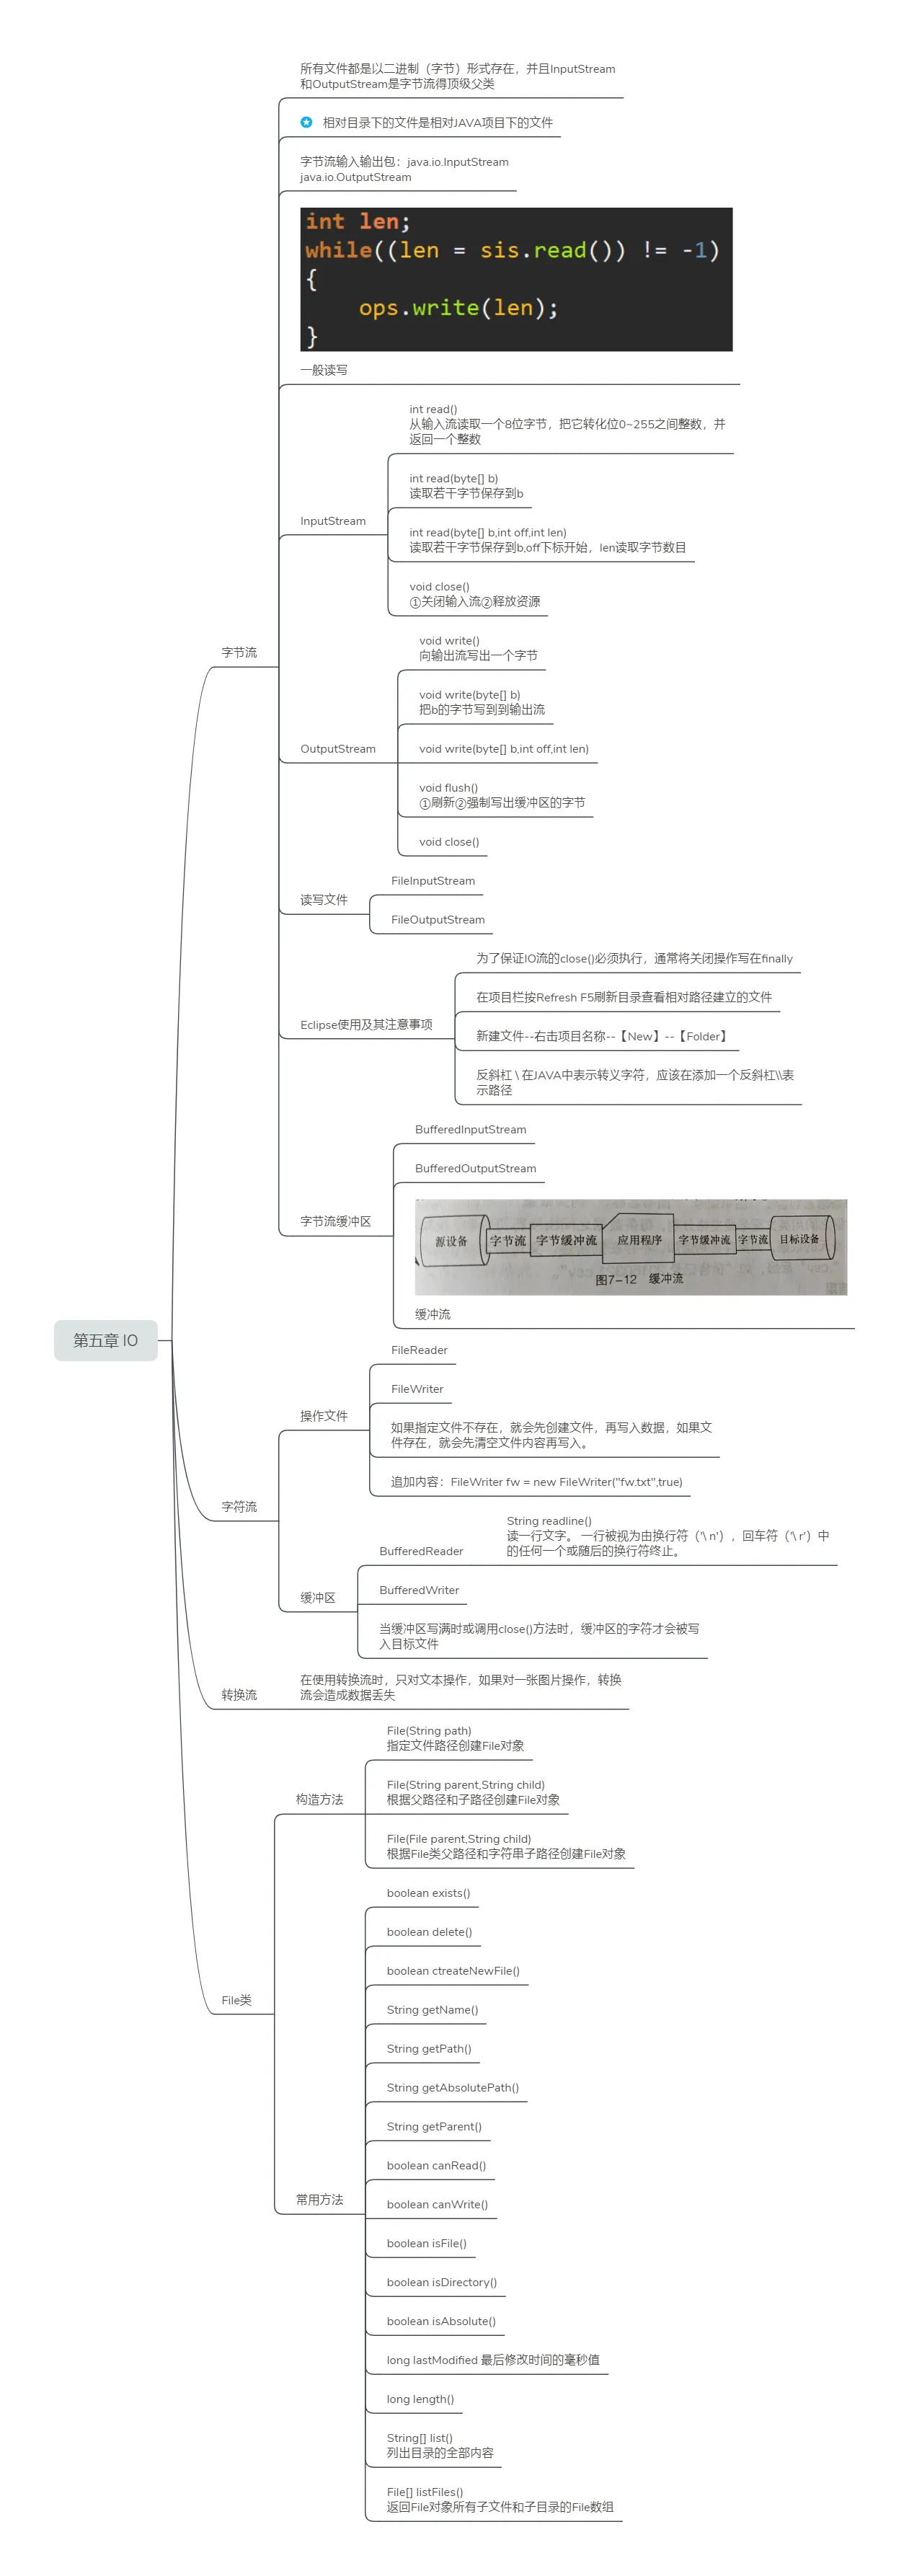 所有文件都是以二进制（字节）形式存在，并且InputStream
和OutputStream是字节流得顶级父类
相对目录下的文件是相对JAVA项目下的文件
字节流输入输出包：java.io.InputStream
java.io.OutputStream
int len;
while((len = sis.read()) != -1)
{
ops.write(len);
}
一般读写
int read()
从输入流读取一个8位字节，把它转化位0~255之间整数，并
返回一个整数
int read(byte[] b)
读取若干字节保存到b
InputStream
int read(byte[] b,int off,int len)
读取若干字节保存到b,off下标开始，len读取字节数目
void close()
①关闭输入流②释放资源
字节流
void write()
向输出流写出一个字节
void write(byte[] b)
把b的字节写到到输出流
OutputStream
void write(byte[] b,int off,int len)
void flush()
①刷新②强制写出缓冲区的字节
void close()
读写文件
FileInputStream
FileOutputStream
为了保证IO流的close()必须执行，通常将关闭操作写在finally
在项目栏按Refresh F5刷新目录查看相对路径建立的文件
Eclipse使用及其注意事项
新建文件--右击项目名称--【New】--【Folder】
反斜杠 \ 在JAVA中表示转义字符，应该在添加一个反斜杠\\表
示路径
BufferedInputStream
BufferedOutputStream
字节流缓冲区
源设备 字节流 字节缓冲流 应用程序 字节缓冲流 字节流 目标设备
图7-12 缓冲流
缓冲流
第五章 IO
FileReader
FileWriter
操作文件
如果指定文件不存在，就会先创建文件，再写入数据，如果文
件存在，就会先清空文件内容再写入。
追加内容：FileWriter fw = new FileWriter("fw.txt",true)
字符流
String readline()
读一行文字。 一行被视为由换行符（'\ n'），回车符（'\ r'）中
的任何一个或随后的换行符终止。
BufferedReader
BufferedWriter
缓冲区
当缓冲区写满时或调用close()方法时，缓冲区的字符才会被写
入目标文件
转换流
在使用转换流时，只对文本操作，如果对一张图片操作，转换
流会造成数据丢失
File(String path)
指定文件路径创建File对象
构造方法
File(String parent,String child)
根据父路径和子路径创建File对象
File(File parent,String child)
根据File类父路径和字符串子路径创建File对象
File类
boolean exists()
boolean delete()
boolean ctreateNewFile()
String getName()
String getPath()
String getAbsolutePath()
String getParent()
boolean canRead()
常用方法
boolean canWrite()
boolean isFile()
boolean isDirectory()
boolean isAbsolute()
long lastModified 最后修改时间的毫秒值
long length()
String[] list()
列出目录的全部内容
File[] listFiles()
返回File对象所有子文件和子目录的File数组